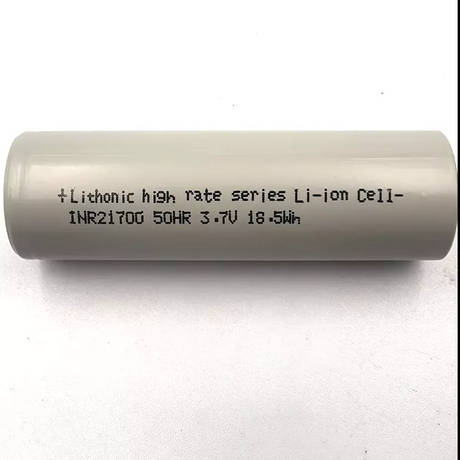 +Lithonic high rate series Li-ion Cell-
INR21700 50HR 3.7V 18.5Wh